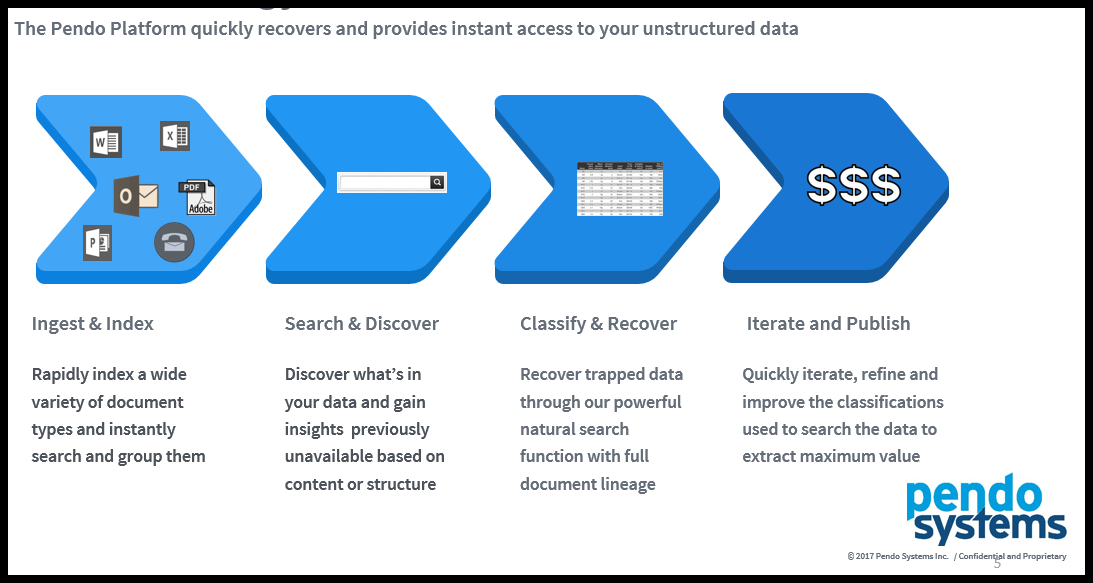 The Pendo Platform quickly recovers and provides instant access to your unstructured data
W
X
O
PDF
Adobe
P
$$$
Ingest & Index
Rapidly index a wide
variety of document
types and instantly
search and group them
Search & Discover
Discover what’s in
your data and gain
insights previously
unavailable based on
content or structure
Classify & Recover
Recover trapped data
through our powerful
natural search
function with full
document lineage
Iterate and Publish
Quickly iterate, refine and
improve the classifications
used to search the data to
extract maximum value
pendo
systems
© 2017 Pendo Systems Inc. / Confidential and Proprietary
5